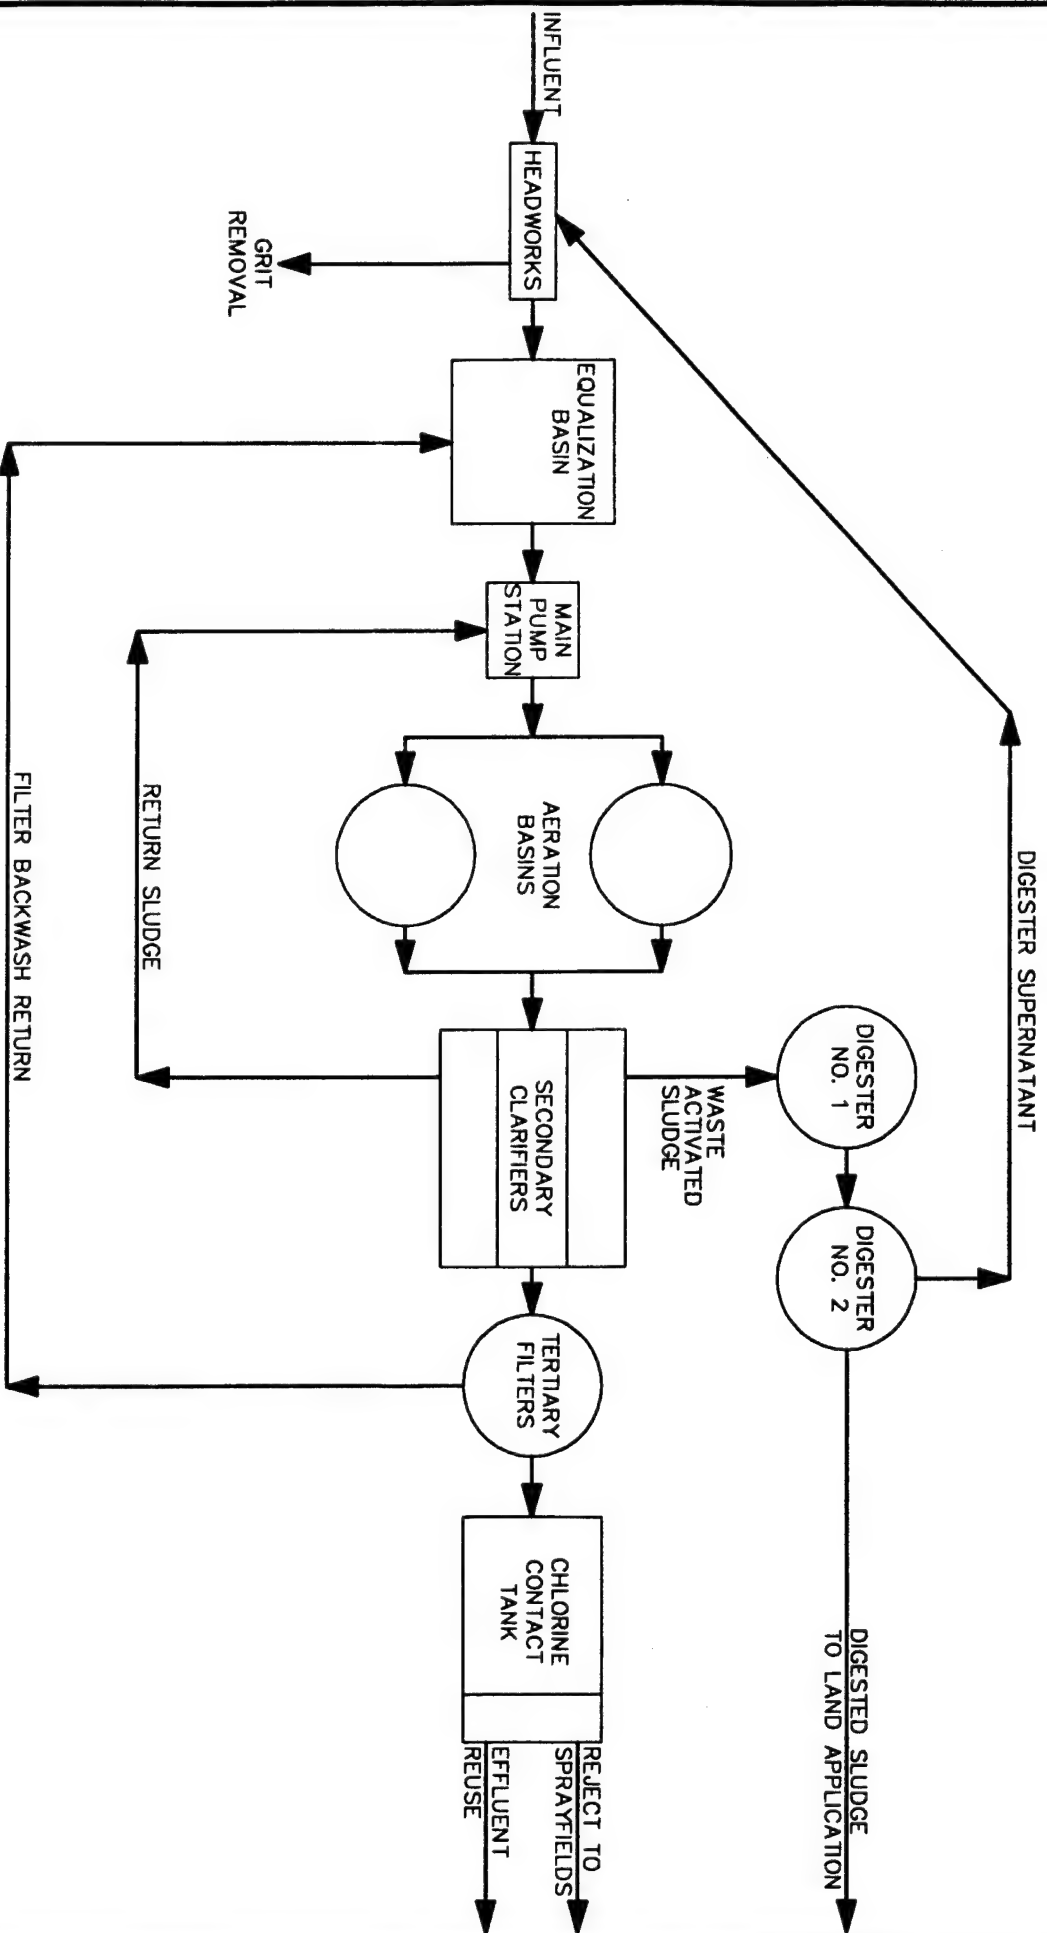 INFLUENT
HEADWORKS
GRIT
REMOVAL
EQUALIZATION
BASIN
MAIN
PUMP
STATION
AERATION
BASINS
SECONDARY
CLARIFIERS
WASTE
ACTIVATED
SLUDGE
DIGESTER
NO. 1
DIGESTER
NO. 2
DIGESTER SUPERNATANT
DIGESTED SLUDGE
TO LAND APPLICATION
TERTIARY
FILTERS
CHLORINE
CONTACT
TANK
REJECT TO
SPRAYFIELDS
EFFLUENT
REUSE
RETURN SLUDGE
FILTER BACKWASH RETURN